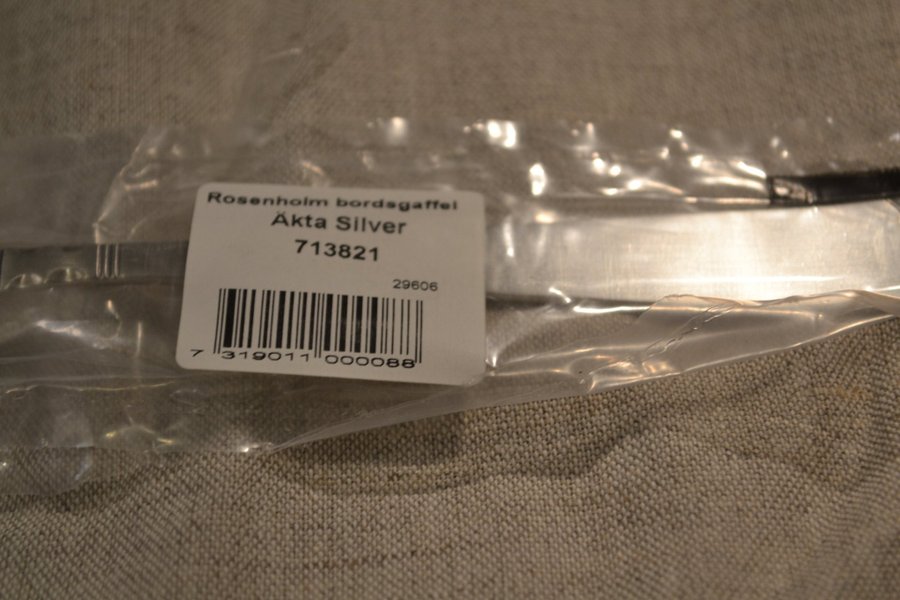 Rosenholm bordsgaffel
Äkta Silver
713821
29606
7 319011 000088